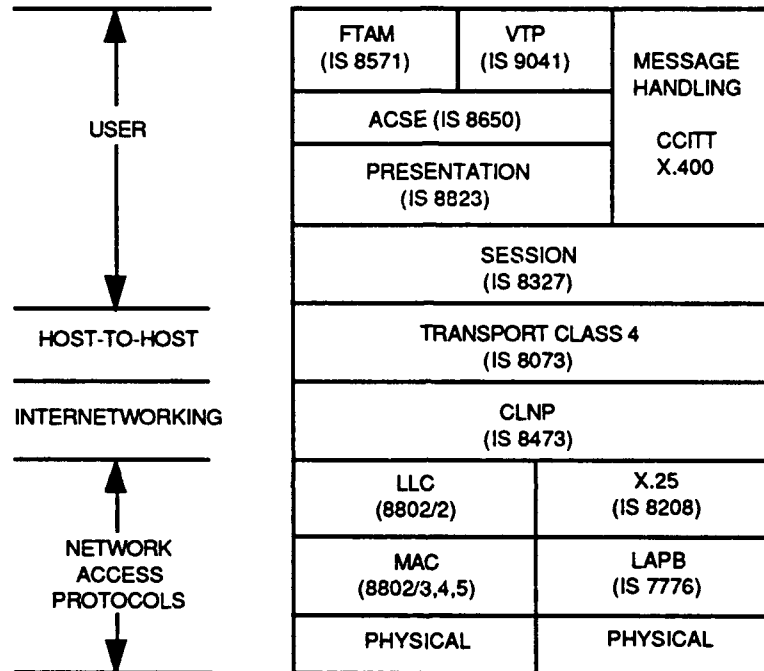 USER
HOST-TO-HOST
INTERNETWORKING
NETWORK
ACCESS
PROTOCOLS
FTAM
(IS 8571)
VTP
(IS 9041)
MESSAGE
HANDLING
CCITT
X.400
ACSE (IS 8650)
PRESENTATION
(IS 8823)
SESSION
(IS 8327)
TRANSPORT CLASS 4
(IS 8073)
CLNP
(IS 8473)
LLC
(8802/2)
X.25
(IS 8208)
MAC
(8802/3,4,5)
LAPB
(IS 7776)
PHYSICAL
PHYSICAL